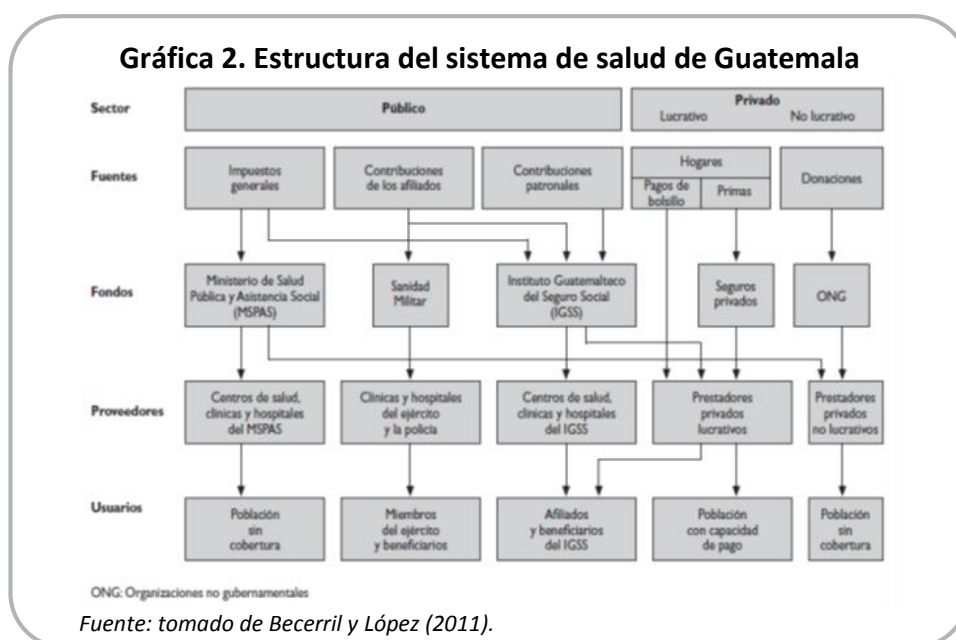 Gráfica 2. Estructura del sistema de salud de Guatemala
Sector
Público
Privado
Lucrativo No lucrativo
Fuentes
Impuestos
generales
Contribuciones
de los afiliados
Contribuciones
patronales
Hogares
Pagos de
bolsillo
Primas
Donaciones
Fondos
Ministerio de Salud
Pública y Asistencia Social
(MSPAS)
Sanidad
Militar
Instituto Guatemalteco
del Seguro Social
(IGSS)
Seguros
privados
ONG
Proveedores
Centros de salud,
clínicas y hospitales
del MSPAS
Clínicas y hospitales
del ejército
y la policía
Centros de salud,
clínicas y hospitales
del IGSS
Prestadores
privados
lucrativos
Prestadores
privados
no lucrativos
Usuarios
Población
sin
cobertura
Miembros
del ejército
y beneficiarios
Afiliados
y beneficiarios
del IGSS
Población
con capacidad
de pago
Población
sin
cobertura
ONG: Organizaciones no gubernamentales
Fuente: tomado de Becerril y López (2011).